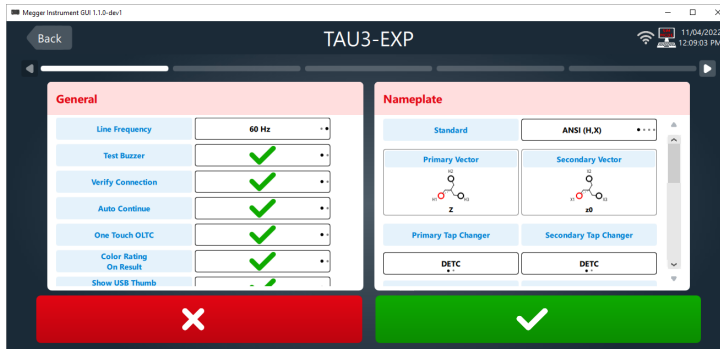 Megger Instrument GUI 1.1.0-dev1
Back
TAU3-EXP
11/04/2022
12:09:03 PM
General
Line Frequency
60 Hz
Test Buzzer
Verify Connection
Auto Continue
One Touch OLTC
Color Rating
On Result
Show USB Thumb
Nameplate
Standard
ANSI (H,X)
Primary Vector
H2
H1
H3
Z
Secondary Vector
X2
X1
X3
z0
Primary Tap Changer
Secondary Tap Changer
DETC
DETC